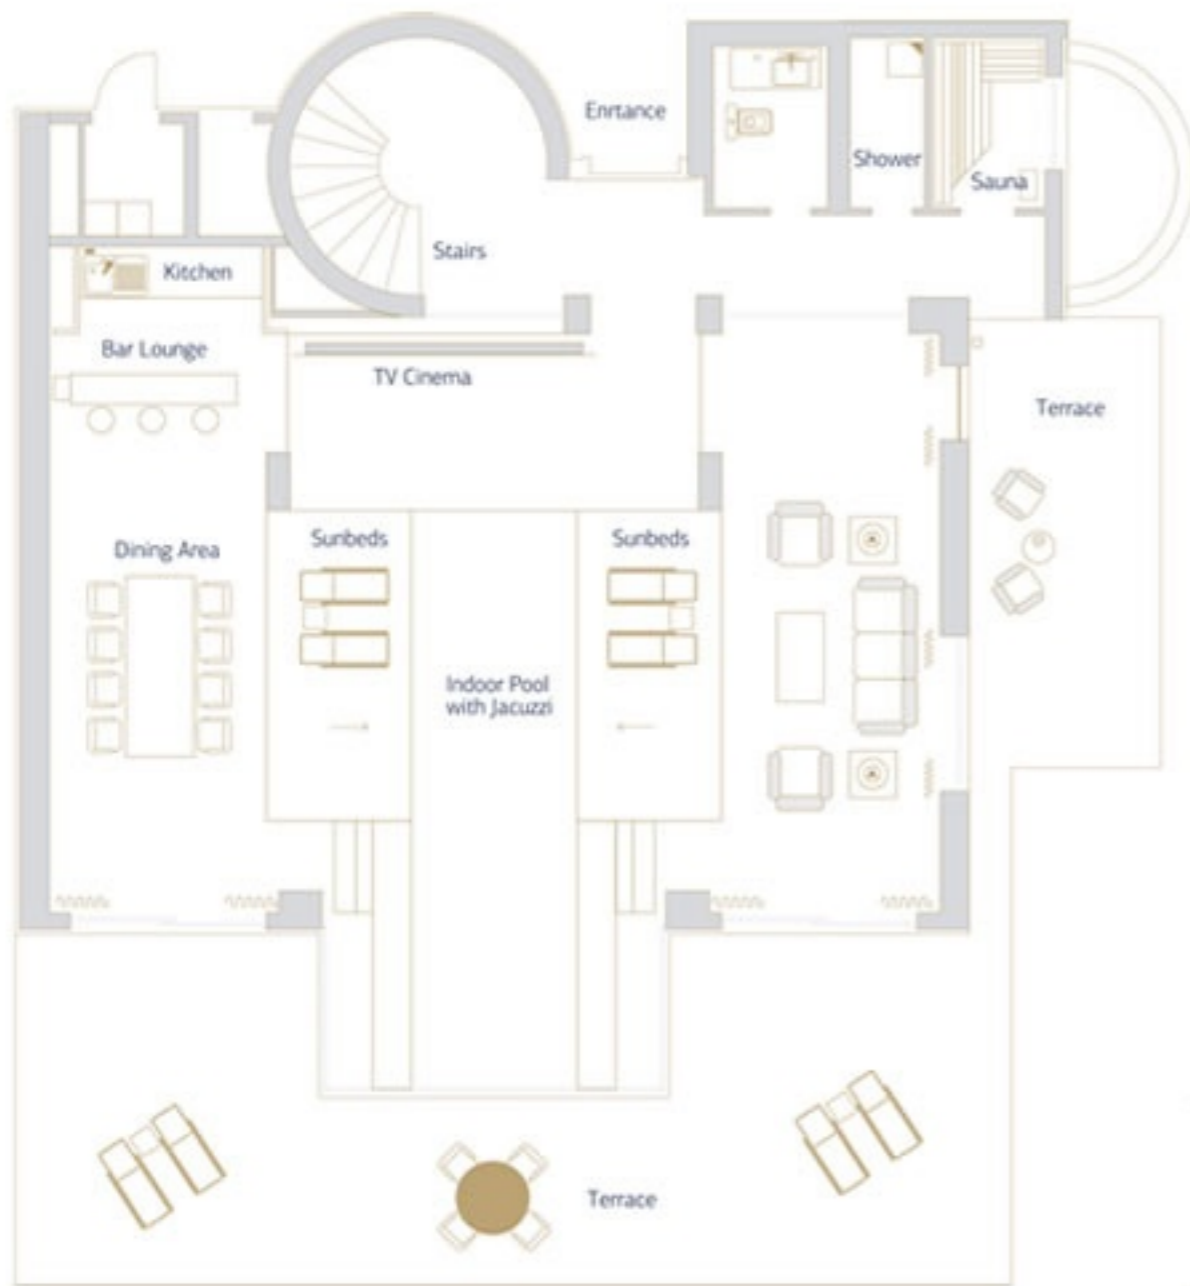 Enrtance
Shower
Sauna
Stairs
Kitchen
Bar Lounge
TV Cinema
Terrace
Sunbeds
Sunbeds
Dining Area
Indoor Pool
with Jacuzzi
Terrace